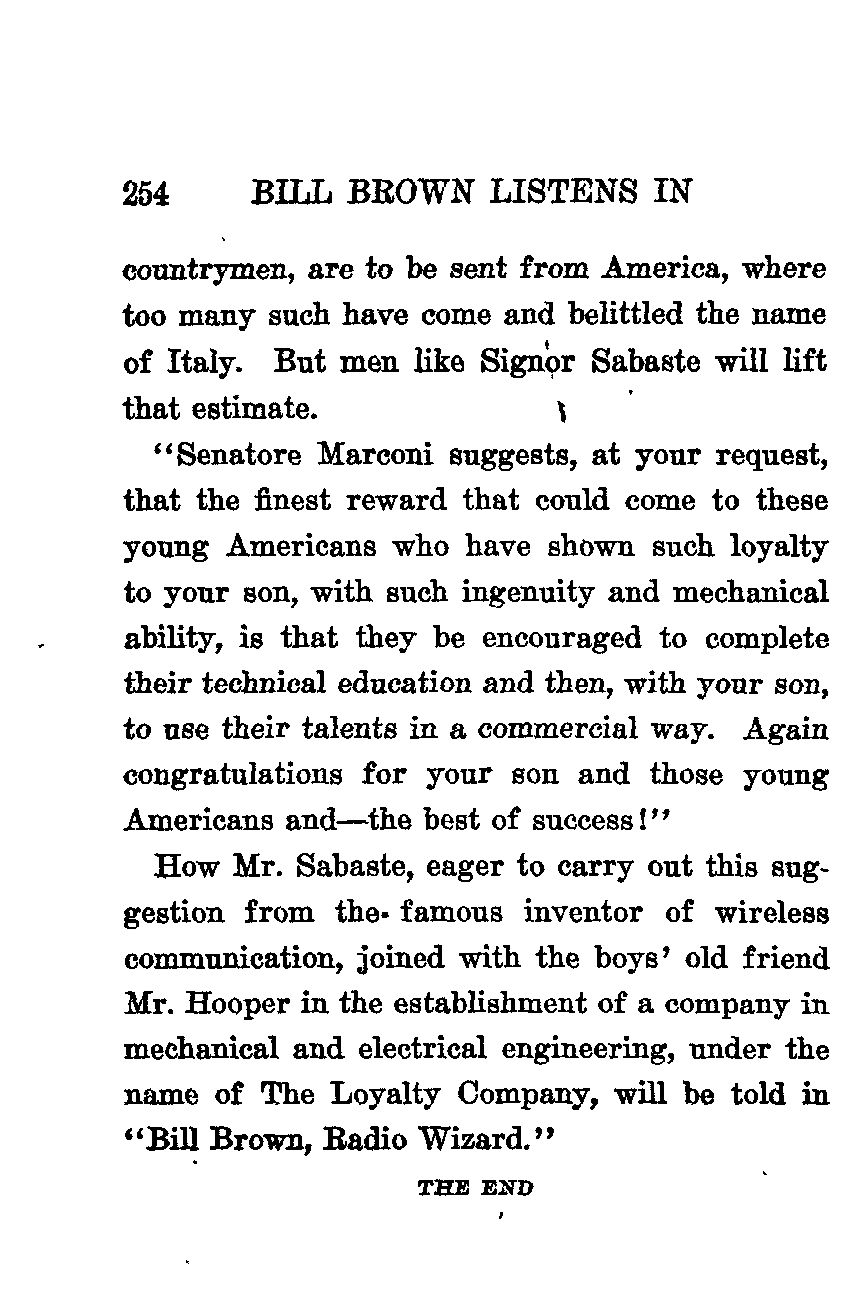 254 BILL BROWN LISTENS IN
countrymen, are to be sent from America, where
too many such have come and belittled the name
of Italy. But men like Signor Sabaste will lift
that estimate.
“Senatore Marconi suggests, at your request,
that the finest reward that could come to these
young Americans who have shown such loyalty
to your son, with such ingenuity and mechanical
ability, is that they be encouraged to complete
their technical education and then, with your son,
to use their talents in a commercial way. Again
congratulations for your son and those young
Americans and—the best of success!”
How Mr. Sabaste, eager to carry out this sug-
gestion from the famous inventor of wireless
communication, joined with the boys’ old friend
Mr. Hooper in the establishment of a company in
mechanical and electrical engineering, under the
name of The Loyalty Company, will be told in
“Bill Brown, Radio Wizard.”
THE END